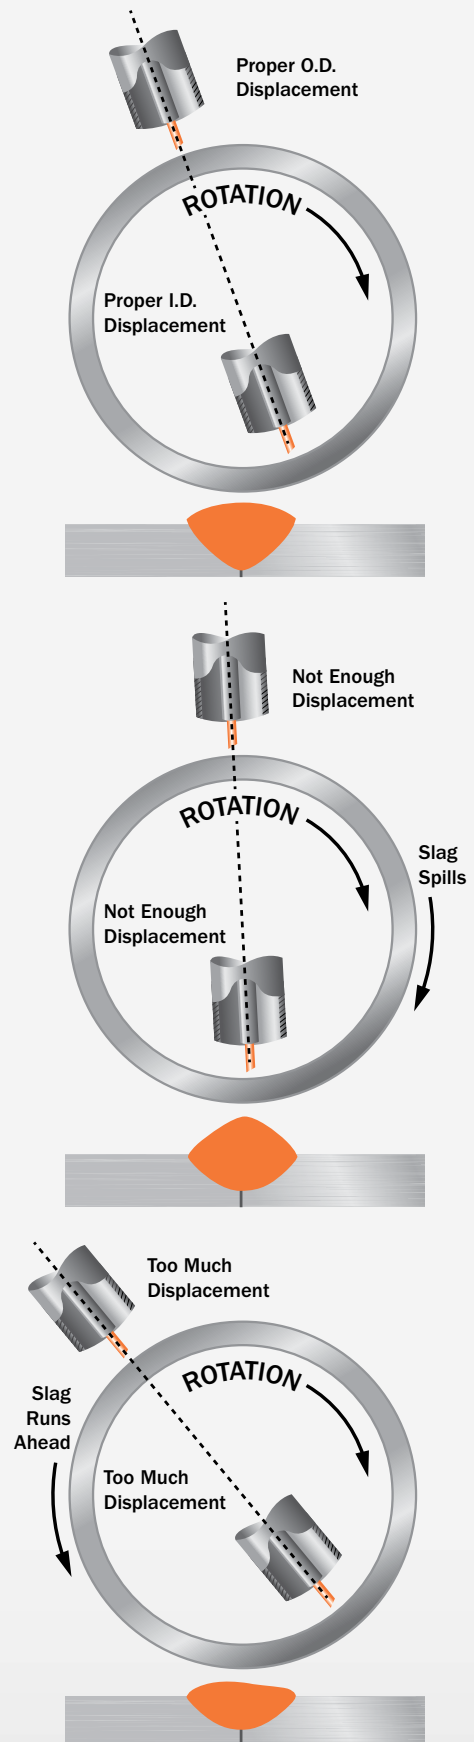 Proper O.D.
Displacement
ROTATION
Proper I.D.
Displacement
Not Enough
Displacement
ROTATION
Slag
Spills
Not Enough
Displacement
Too Much
Displacement
ROTATION
Slag
Runs
Ahead
Too Much
Displacement